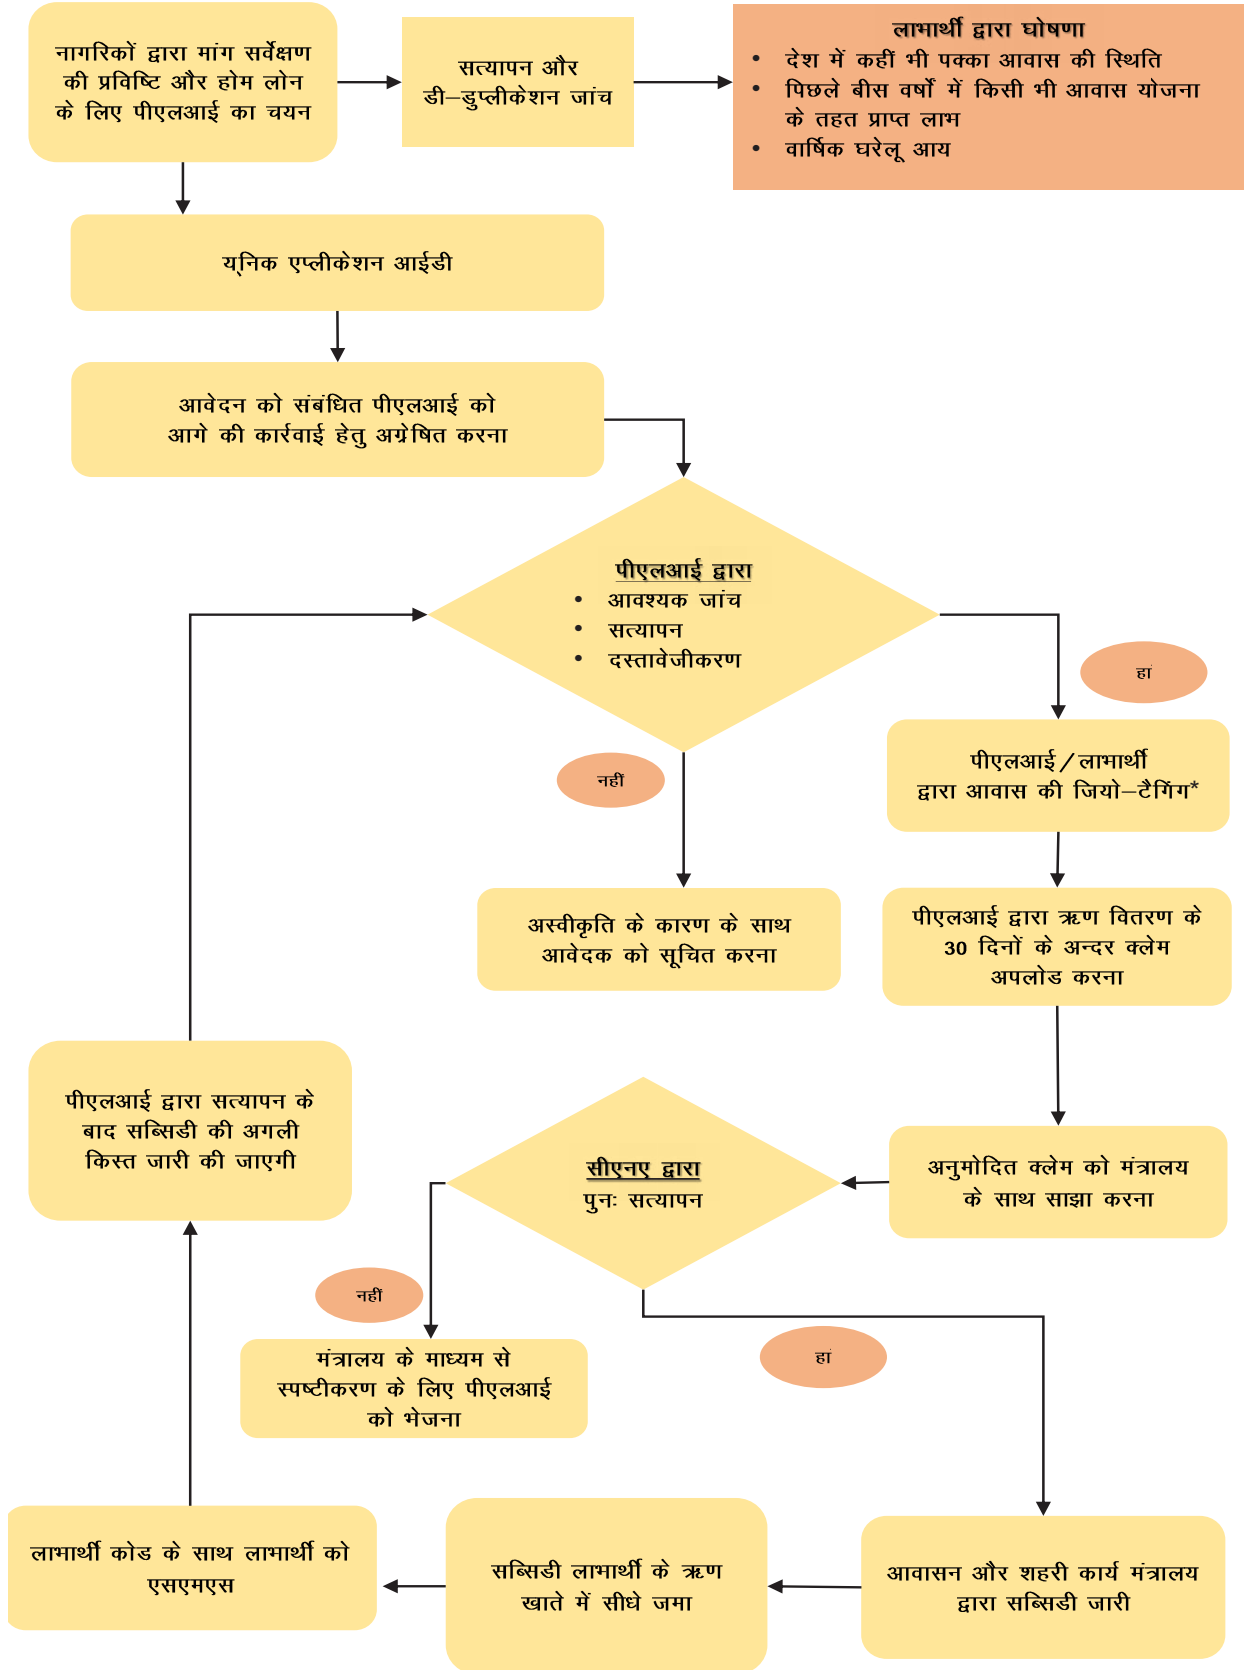 नागरिकों द्वारा मांग सर्वेक्षण
की प्रविष्टि और होम लोन
के लिए पीएलआई का चयन
सत्यापन और
डी–डुप्लीकेशन जांच
लाभार्थी द्वारा घोषणा
• देश में कहीं भी पक्का आवास की स्थिति
• पिछले बीस वर्षों में किसी भी आवास योजना
के तहत प्राप्त लाभ
• वार्षिक घरेलू आय
यूनिक एप्लीकेशन आईडी
आवेदन को संबंधित पीएलआई को
आगे की कार्रवाई हेतु अग्रेषित करना
पीएलआई द्वारा
• आवश्यक जांच
• सत्यापन
• दस्तावेजीकरण
हां
नहीं
पीएलआई/लाभार्थी
द्वारा आवास की जियो–टैगिंग*
अस्वीकृति के कारण के साथ
आवेदक को सूचित करना
पीएलआई द्वारा ऋण वितरण के
30 दिनों के अन्दर क्लेम
अपलोड करना
पीएलआई द्वारा सत्यापन के
बाद सब्सिडी की अगली
किस्त जारी की जाएगी
सीएनए द्वारा
पुनः सत्यापन
अनुमोदित क्लेम को मंत्रालय
के साथ साझा करना
नहीं
हां
मंत्रालय के माध्यम से
स्पष्टीकरण के लिए पीएलआई
को भेजना
लाभार्थी कोड के साथ लाभार्थी को
एसएमएस
सब्सिडी लाभार्थी के ऋण
खाते में सीधे जमा
आवासन और शहरी कार्य मंत्रालय
द्वारा सब्सिडी जारी